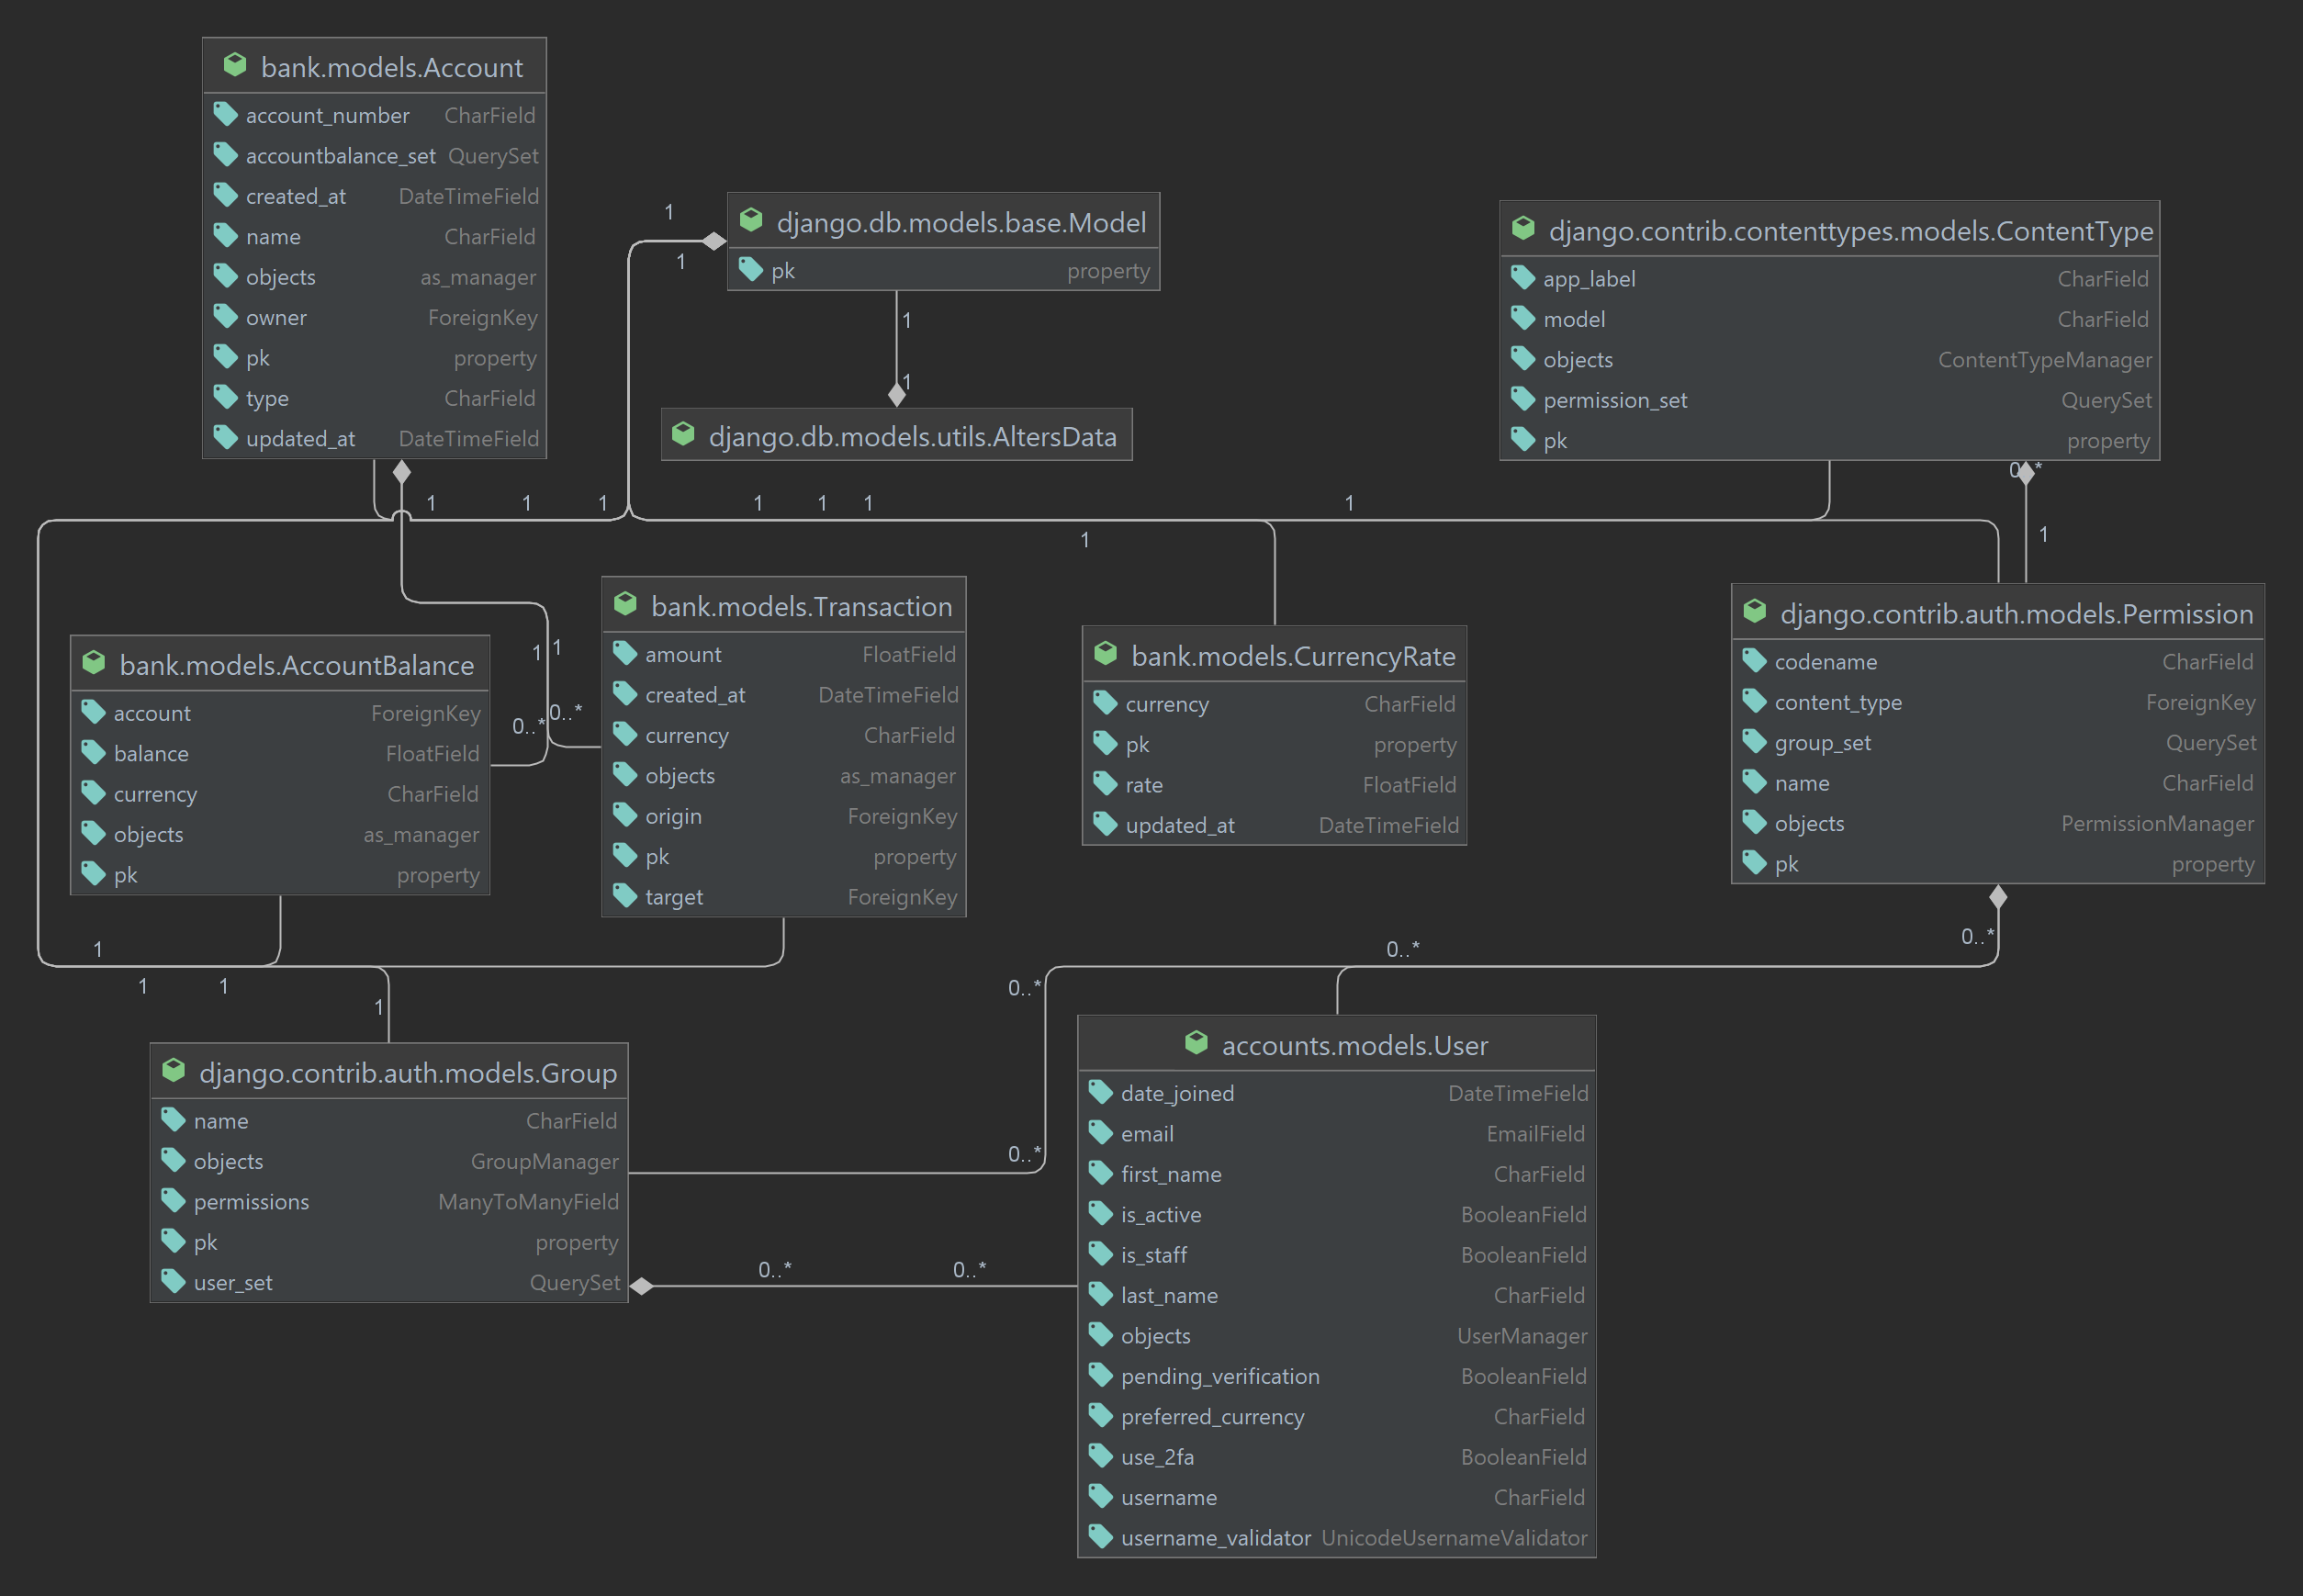 bank.models.Account
account_number CharField
accountbalance_set QuerySet
created_at DateTimeField
name CharField
objects as_manager
owner ForeignKey
pk property
type CharField
updated_at DateTimeField
1
1
django.db.models.base.Model
pk property
1
1
django.db.models.utils.AltersData
django.contrib.contenttypes.models.ContentType
app_label CharField
model CharField
objects ContentTypeManager
permission_set QuerySet
pk property
0..*
1 1 1 1 1 1 1
1
1
bank.models.AccountBalance
account ForeignKey
balance FloatField
currency CharField
objects as_manager
pk property
1 1
0..* 0..*
bank.models.Transaction
amount FloatField
created_at DateTimeField
currency CharField
objects as_manager
origin ForeignKey
pk property
target ForeignKey
bank.models.CurrencyRate
currency CharField
pk property
rate FloatField
updated_at DateTimeField
django.contrib.auth.models.Permission
codename CharField
content_type ForeignKey
group_set QuerySet
name CharField
objects PermissionManager
pk property
0..*
1
0..*
1 1
0..*
1
django.contrib.auth.models.Group
name CharField
objects GroupManager
permissions ManyToManyField
pk property
user_set QuerySet
0..*
0..* 0..*
accounts.models.User
date_joined DateTimeField
email EmailField
first_name CharField
is_active BooleanField
is_staff BooleanField
last_name CharField
objects UserManager
pending_verification BooleanField
preferred_currency CharField
use_2fa BooleanField
username CharField
username_validator UnicodeUsernameValidator